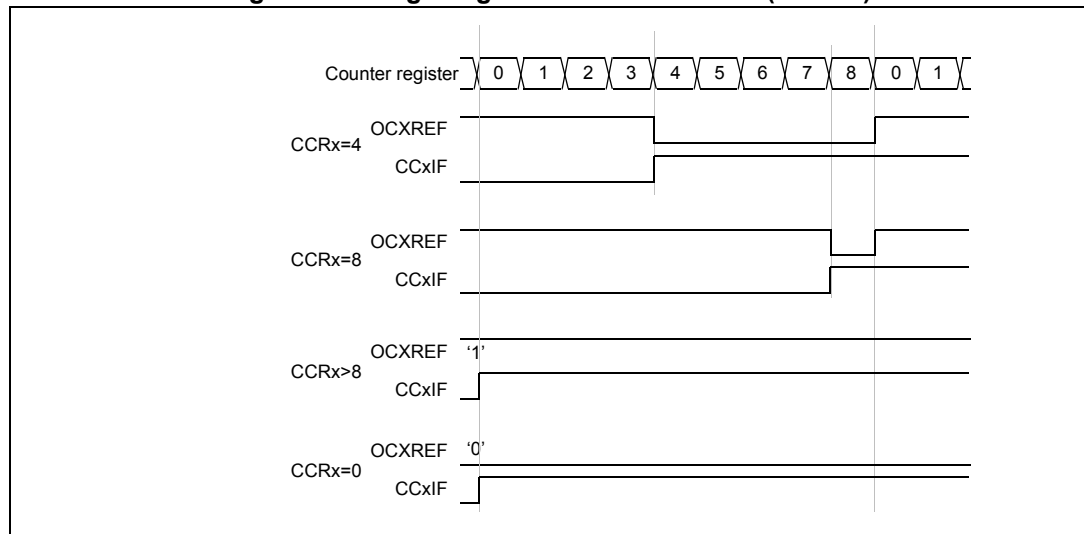 Counter register 0 1 2 3 4 5 6 7 8 0 1
OCXREF
CCRx=4
CCxIF
OCXREF
CCRx=8
CCxIF
OCXREF ‘1’
CCRx>8
CCxIF
OCXREF ‘0’
CCRx=0
CCxIF